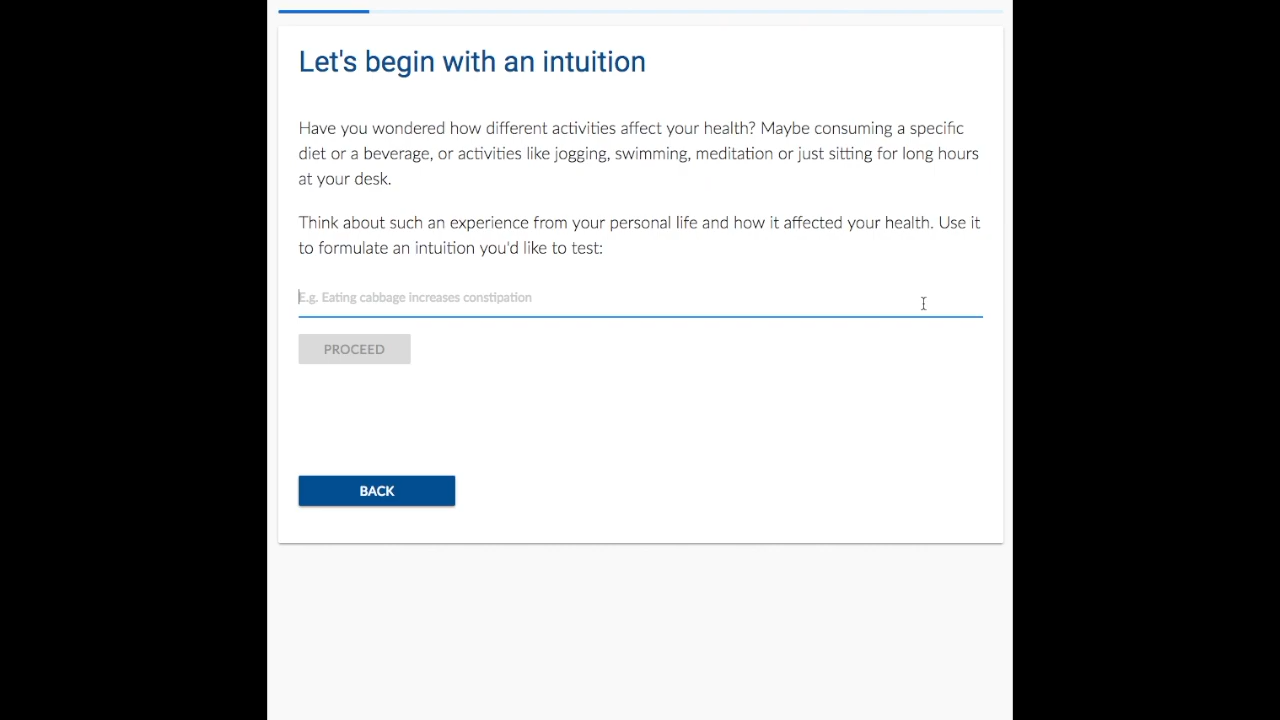 Let's begin with an intuition
Have you wondered how different activities affect your health? Maybe consuming a specific
diet or a beverage, or activities like jogging, swimming, meditation or just sitting for long hours
at your desk.
Think about such an experience from your personal life and how it affected your health. Use it
to formulate an intuition you'd like to test:
E.g. Eating cabbage increases constipation
PROCEED
BACK